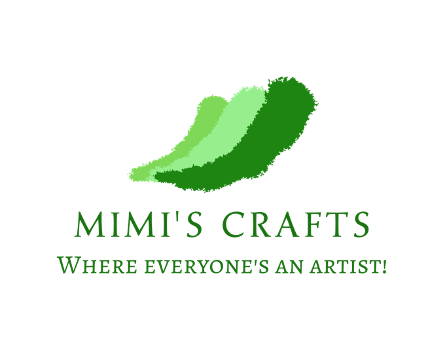 MIMI'S CRAFTS
WHERE EVERYONE'S AN ARTIST!